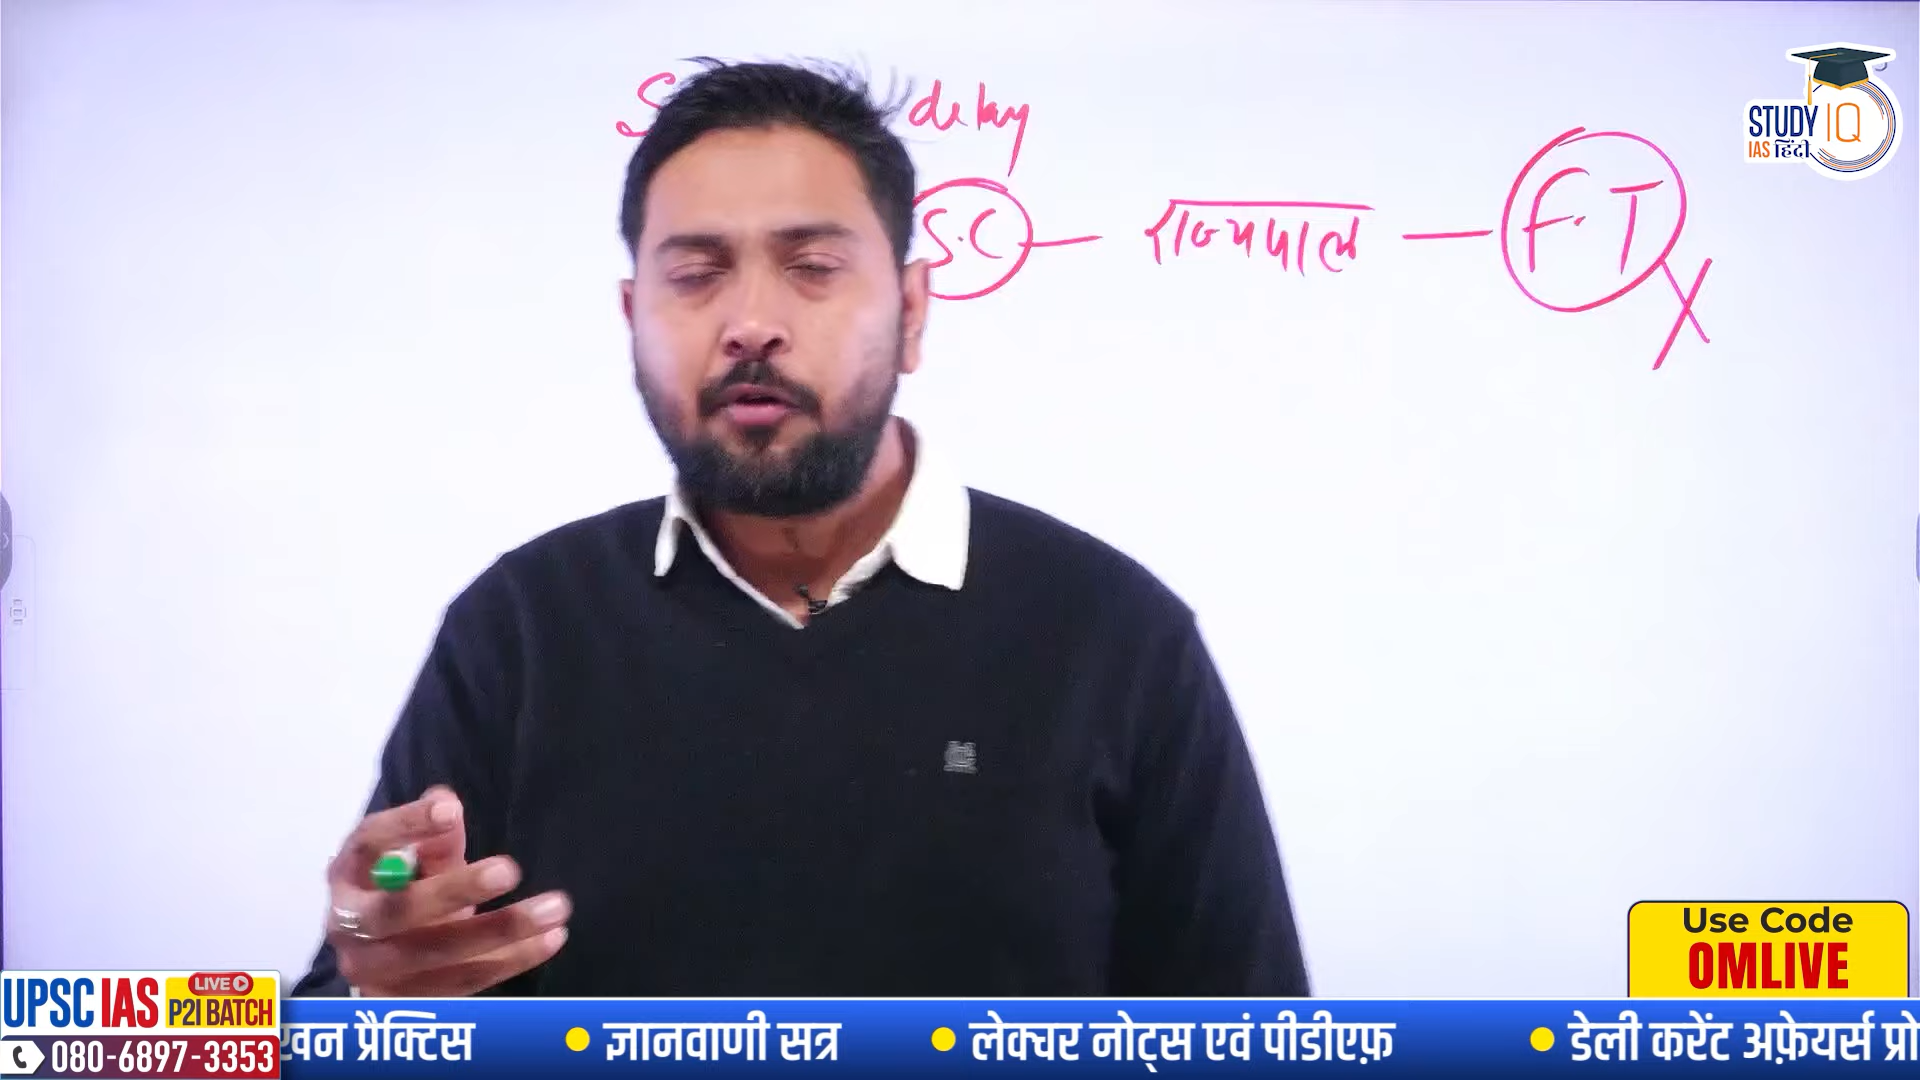 delay
S.C — राज्यपाल — F.T X
STUDY IQ
IAS हिंदी
Use Code
OMLIVE
UPSC IAS LIVE P2I BATCH
080-6897-3353
खन प्रैक्टिस • ज्ञानवाणी सत्र • लेक्चर नोट्स एवं पीडीएफ़ • डेली करेंट अफ़ेयर्स प्रो